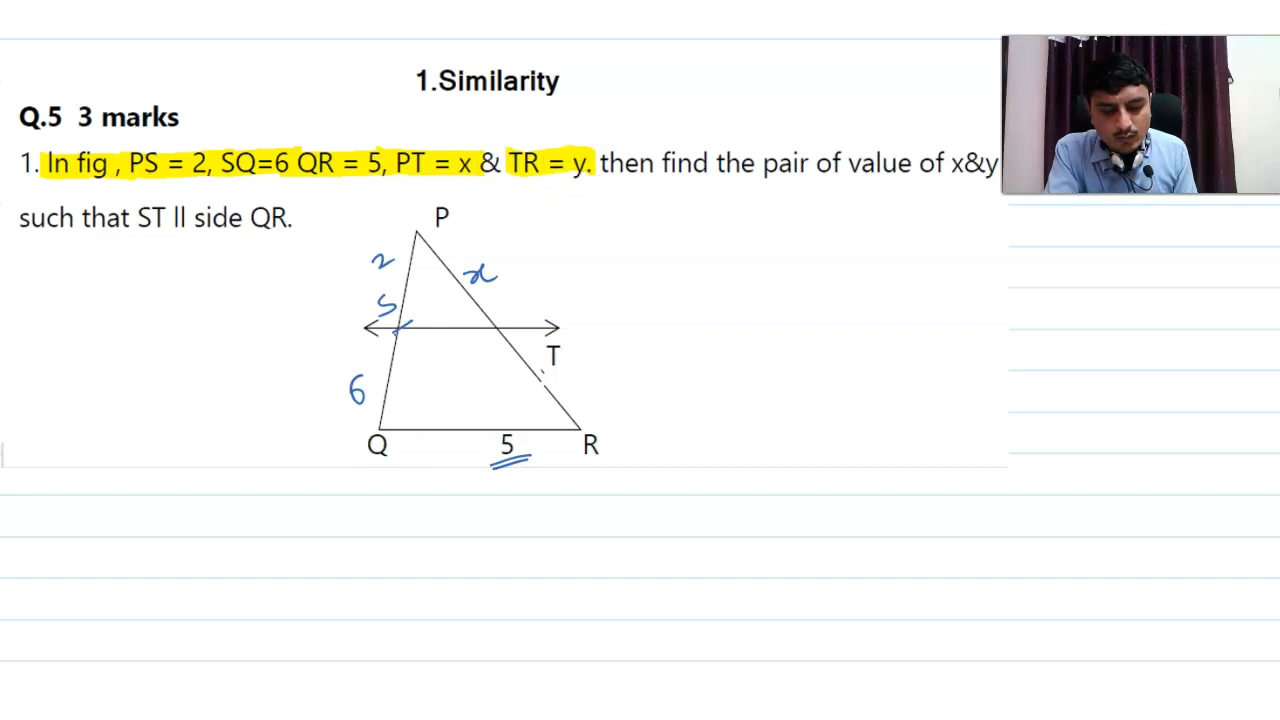 1.Similarity
Q.5 3 marks
1. In fig , PS = 2, SQ=6 QR = 5, PT = x & TR = y. then find the pair of value of x&y
such that ST ll side QR.
P
2
x
S
T
6
Q
5
R